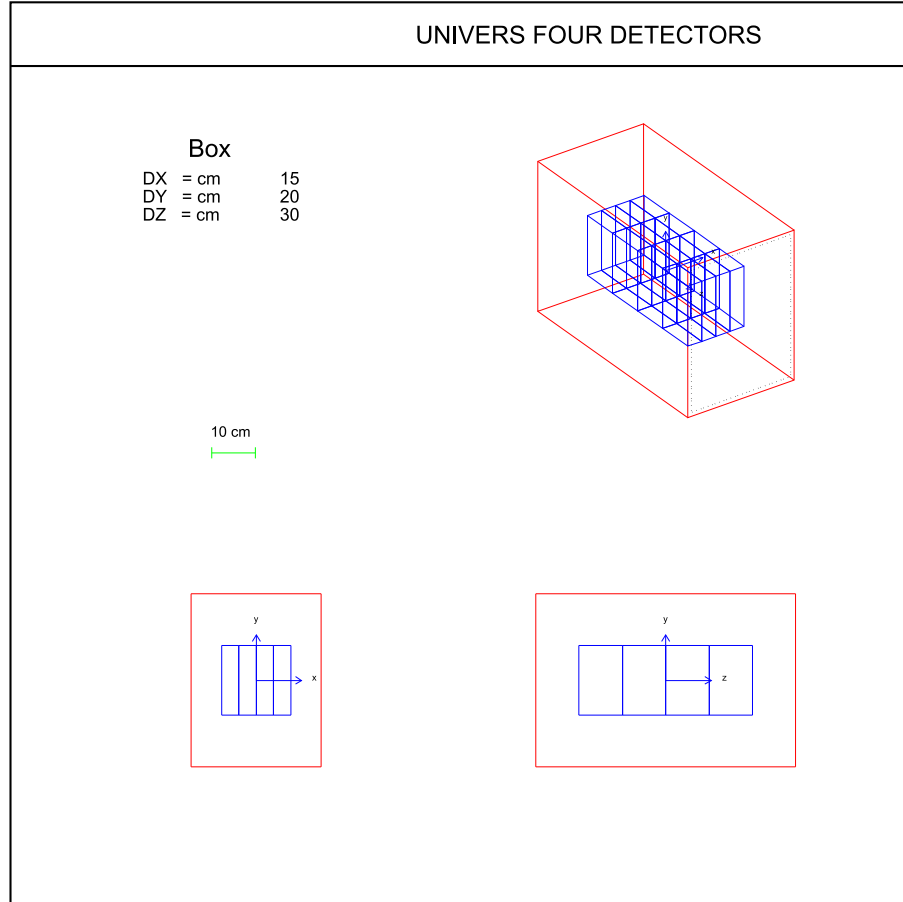 UNIVERS FOUR DETECTORS
Box
DX = cm 15
DY = cm 20
DZ = cm 30
y
x
z
10 cm
y
x
y
z